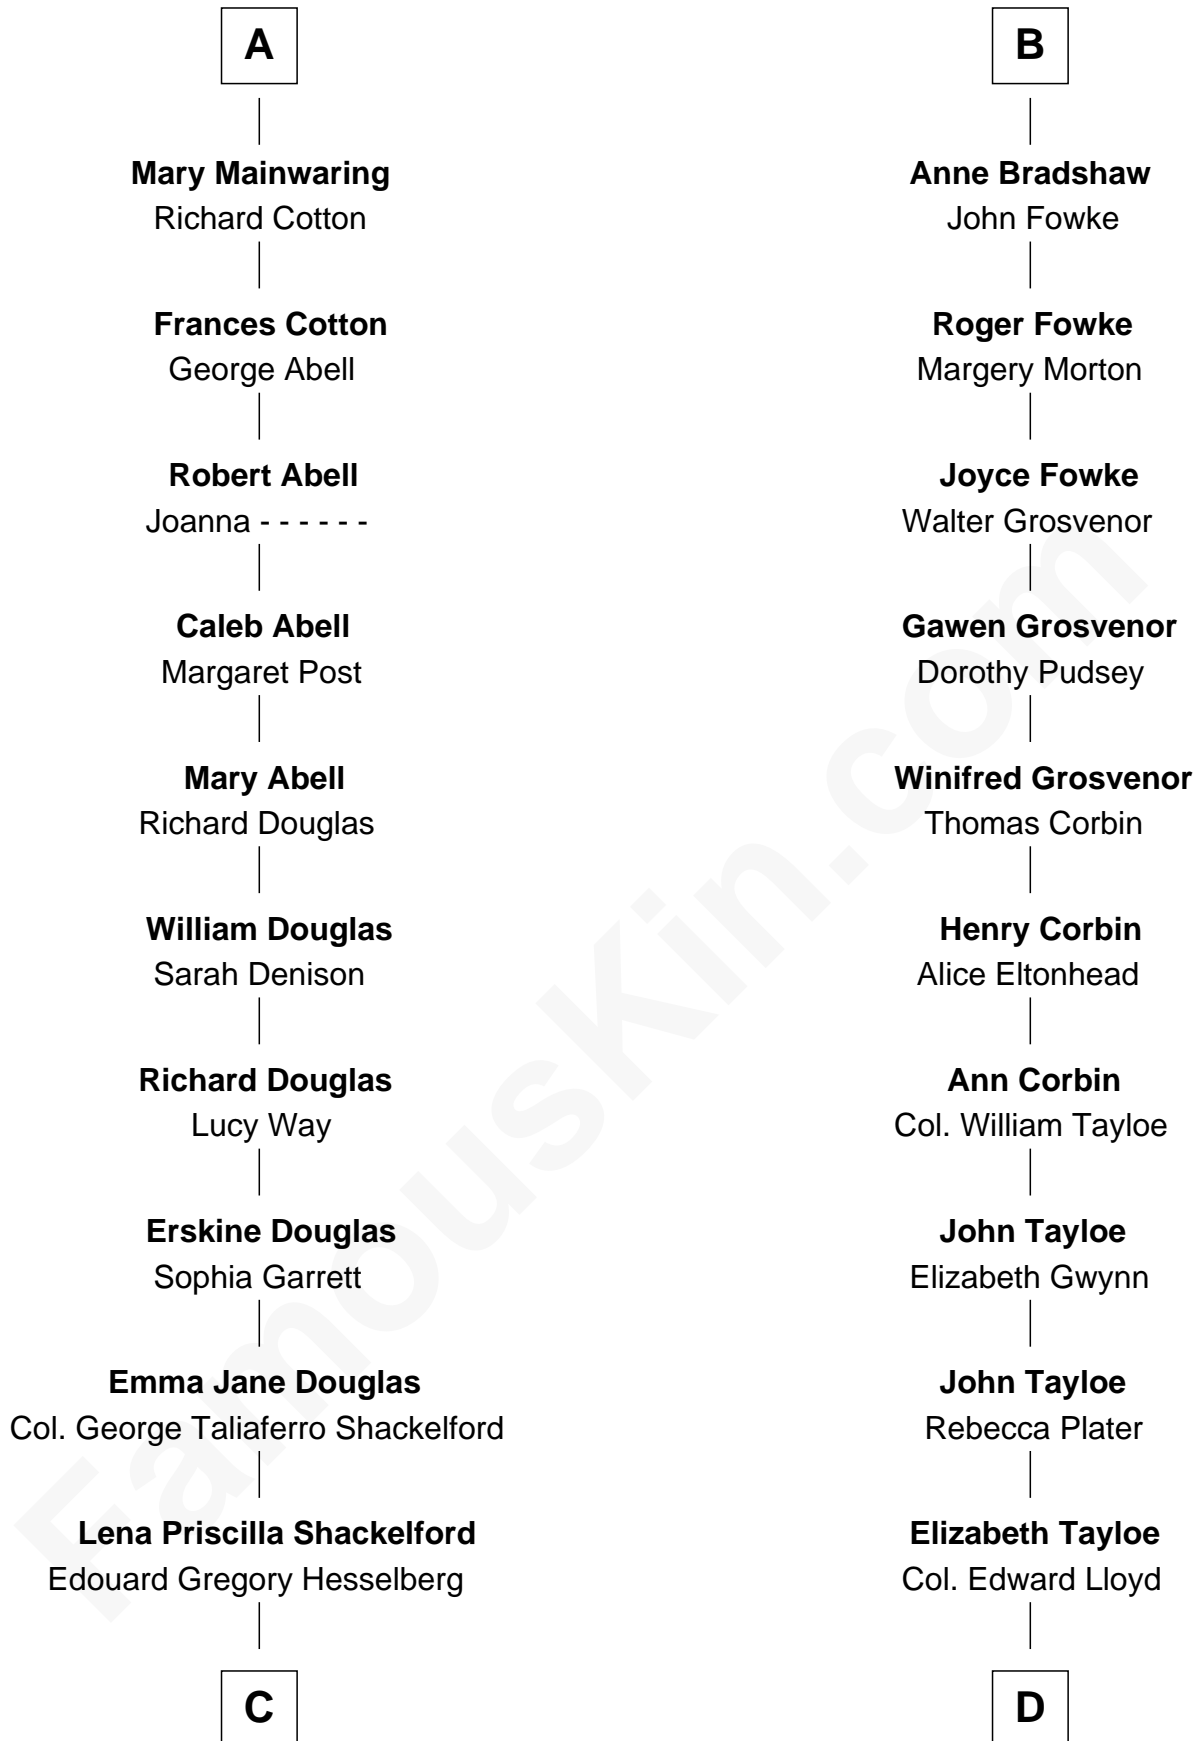 A
Mary Mainwaring
Richard Cotton
Frances Cotton
George Abell
Robert Abell
Joanna - - - - - -
Caleb Abell
Margaret Post
Mary Abell
Richard Douglas
William Douglas
Sarah Denison
Richard Douglas
Lucy Way
Erskine Douglas
Sophia Garrett
Emma Jane Douglas
Col. George Taliaferro Shackelford
Lena Priscilla Shackelford
Edouard Gregory Hesselberg
C
B
Anne Bradshaw
John Fowke
Roger Fowke
Margery Morton
Joyce Fowke
Walter Grosvenor
Gawen Grosvenor
Dorothy Pudsey
Winifred Grosvenor
Thomas Corbin
Henry Corbin
Alice Eltonhead
Ann Corbin
Col. William Tayloe
John Tayloe
Elizabeth Gwynn
John Tayloe
Rebecca Plater
Elizabeth Tayloe
Col. Edward Lloyd
D
FamousKin.com